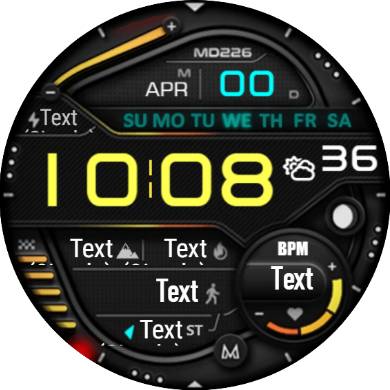 MD226
M
APR 00 D
Text
SU MO TU WE TH FR SA
10:08 36
Text Text
BPM
Text
Text
Text ST
M